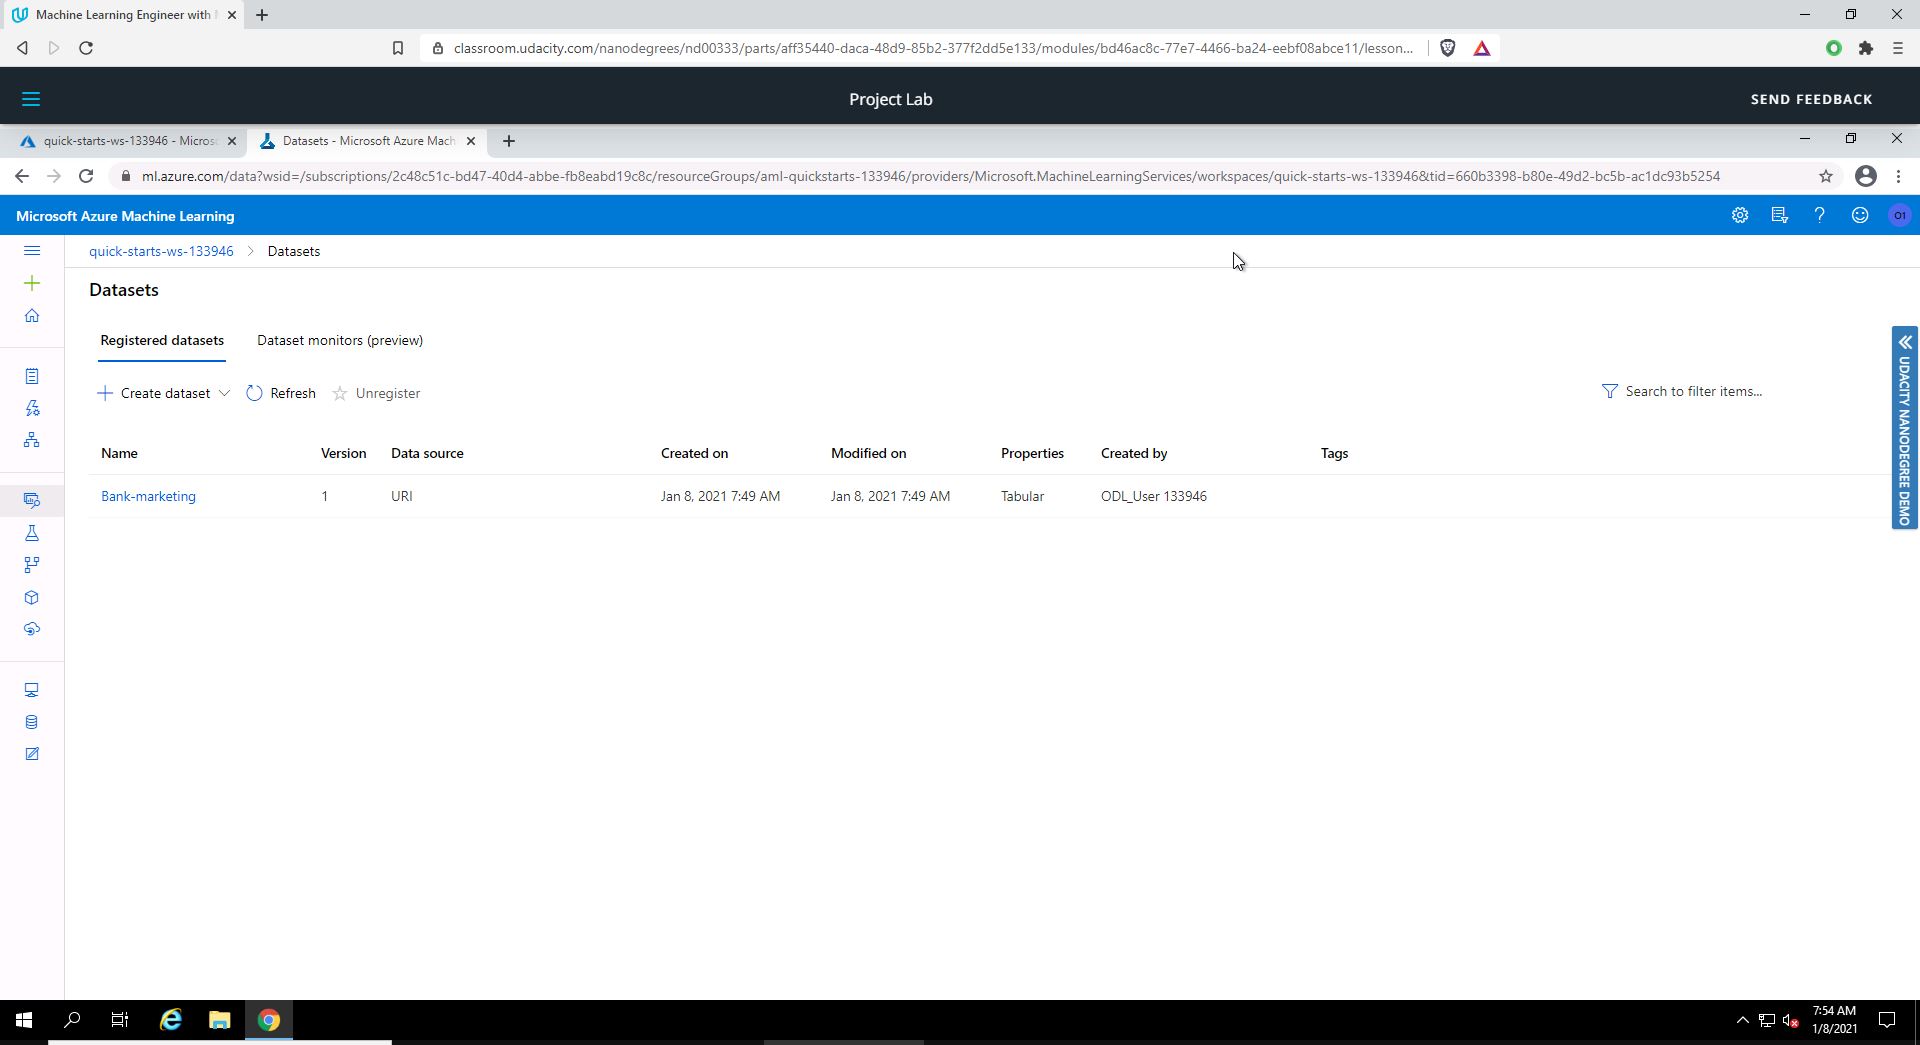 Machine Learning Engineer with
classroom.udacity.com/nanodegrees/nd00333/parts/aff35440-daca-48d9-85b2-377f2dd5e133/modules/bd46ac8c-77e7-4466-ba24-eebf08abce11/lesson...
Project Lab
SEND FEEDBACK
quick-starts-ws-133946 - Micros
Datasets - Microsoft Azure Mach
ml.azure.com/data?wsid=/subscriptions/2c48c51c-bd47-40d4-abbe-fb8eabd19c8c/resourceGroups/aml-quickstarts-133946/providers/Microsoft.MachineLearningServices/workspaces/quick-starts-ws-133946&tid=660b3398-b80e-49d2-bc5b-ac1dc93b5254
Microsoft Azure Machine Learning
O1
quick-starts-ws-133946 > Datasets
Datasets
Registered datasets Dataset monitors (preview)
Create dataset Refresh Unregister Search to filter items...
Name Version Data source Created on Modified on Properties Created by Tags
Bank-marketing 1 URI Jan 8, 2021 7:49 AM Jan 8, 2021 7:49 AM Tabular ODL_User 133946
UDACITY NANODEGREE DEMO
7:54 AM
1/8/2021